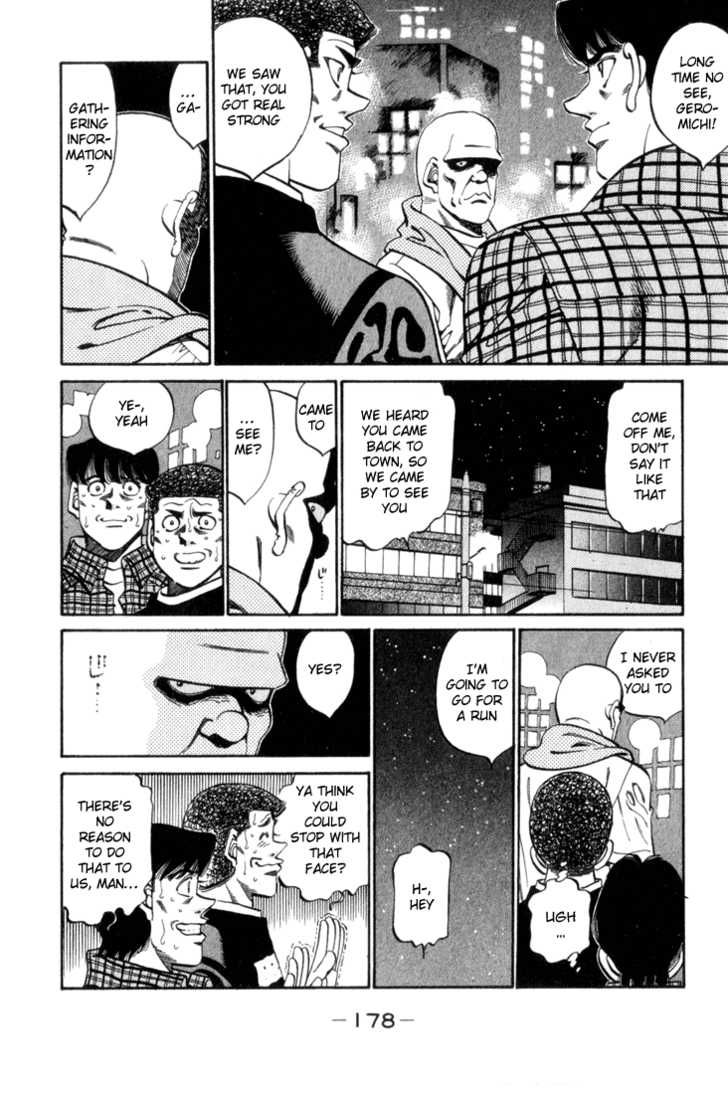 LONG
TIME NO
SEE,
GERO-
MICHI!
WE SAW
THAT, YOU
GOT REAL
STRONG
...
GA-
GATH-
ERING
INFOR-
MATION
?
COME
OFF ME,
DON'T
SAY IT
LIKE
THAT
WE HEARD
YOU CAME
BACK TO
TOWN, SO
WE CAME
BY TO SEE
YOU
CAME
TO
...
SEE
ME?
YE-,
YEAH
I NEVER
ASKED
YOU TO
UGH
...
I'M
GOING TO
GO FOR
A RUN
H-,
HEY
YES?
YA THINK
YOU
COULD
STOP WITH
THAT
FACE?
THERE'S
NO
REASON
TO DO
THAT TO
US, MAN...
-178-